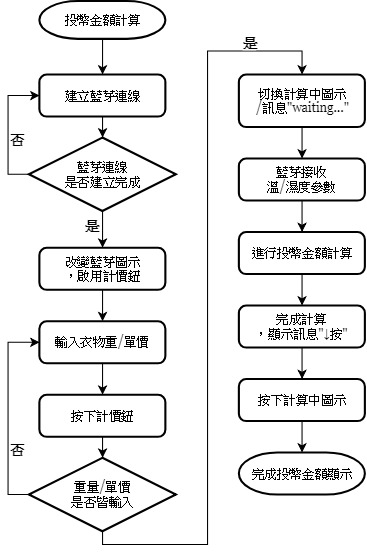 投幣金額計算
建立藍芽連線
否
藍芽連線
是否建立完成
是
改變藍芽圖示
，啟用計價鈕
輸入衣物重/單價
按下計價鈕
否
重量/單價
是否皆輸入
是
切換計算中圖示
/訊息"waiting..."
藍芽接收
溫/濕度參數
進行投幣金額計算
完成計算
，顯示訊息"↓按"
按下計算中圖示
完成投幣金額顯示